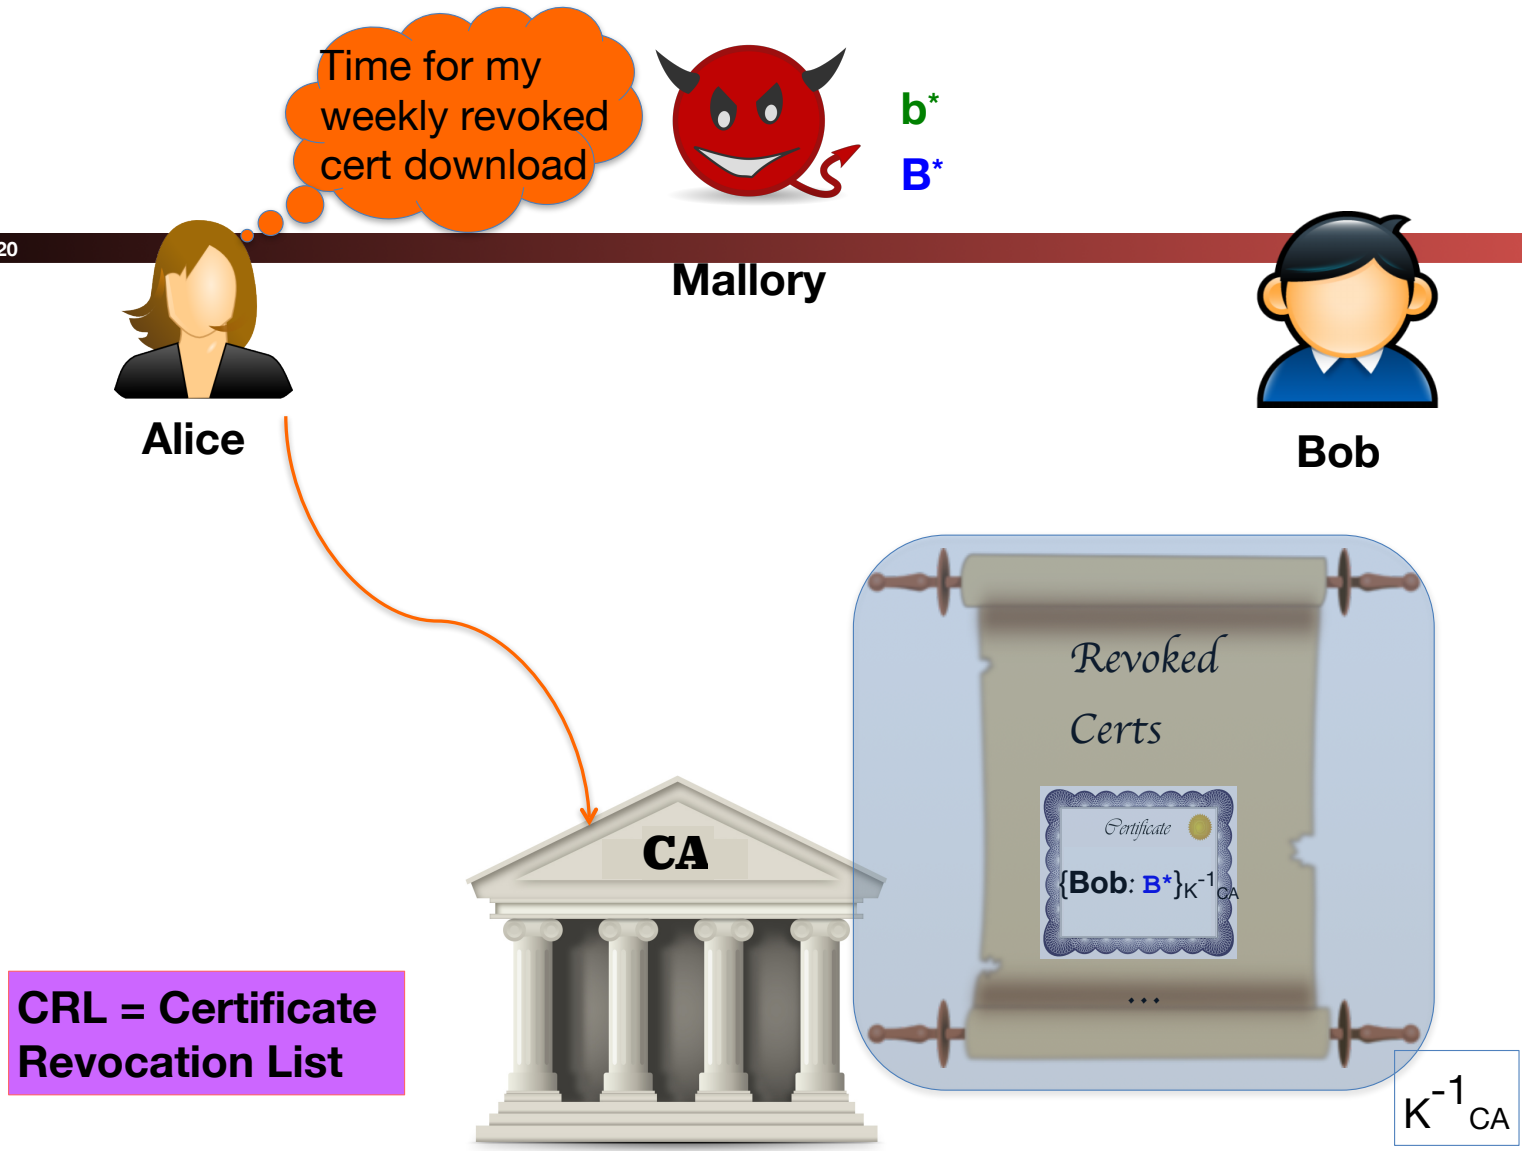 Time for my
weekly revoked
cert download
b*
B*
20
Mallory
Alice
Bob
Revoked
Certs
Certificate
{Bob: B*}K⁻¹CA
...
CA
CRL = Certificate
Revocation List
K⁻¹CA